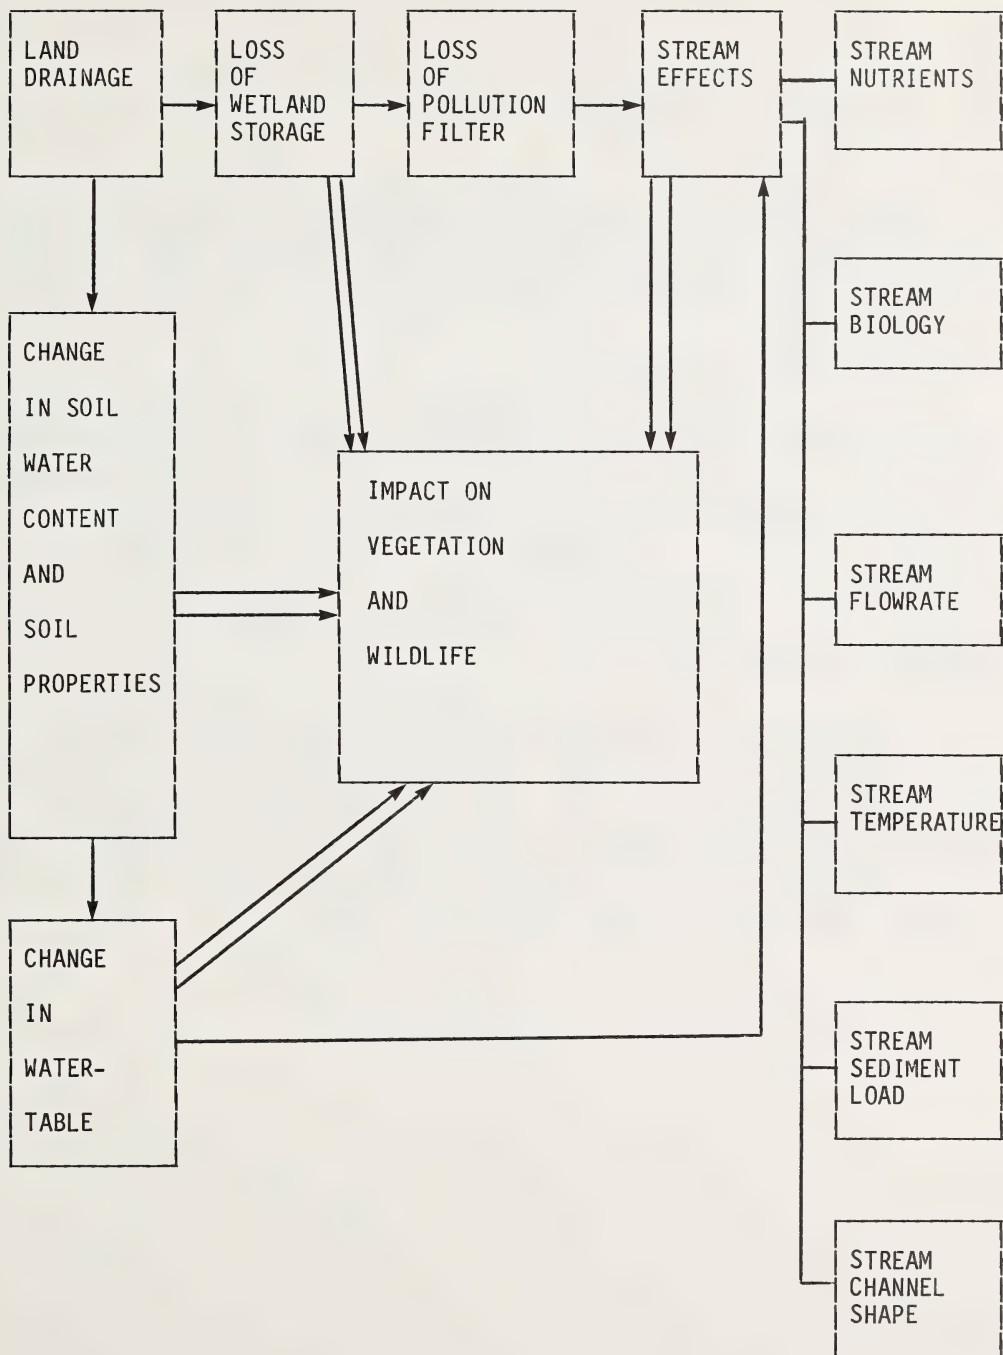 LAND
DRAINAGE
LOSS
OF
WETLAND
STORAGE
LOSS
OF
POLLUTION
FILTER
STREAM
EFFECTS
STREAM
NUTRIENTS
STREAM
BIOLOGY
CHANGE
IN SOIL
WATER
CONTENT
AND
SOIL
PROPERTIES
IMPACT ON
VEGETATION
AND
WILDLIFE
STREAM
FLOWRATE
STREAM
TEMPERATURE
CHANGE
IN
WATER-
TABLE
STREAM
SEDIMENT
LOAD
STREAM
CHANNEL
SHAPE